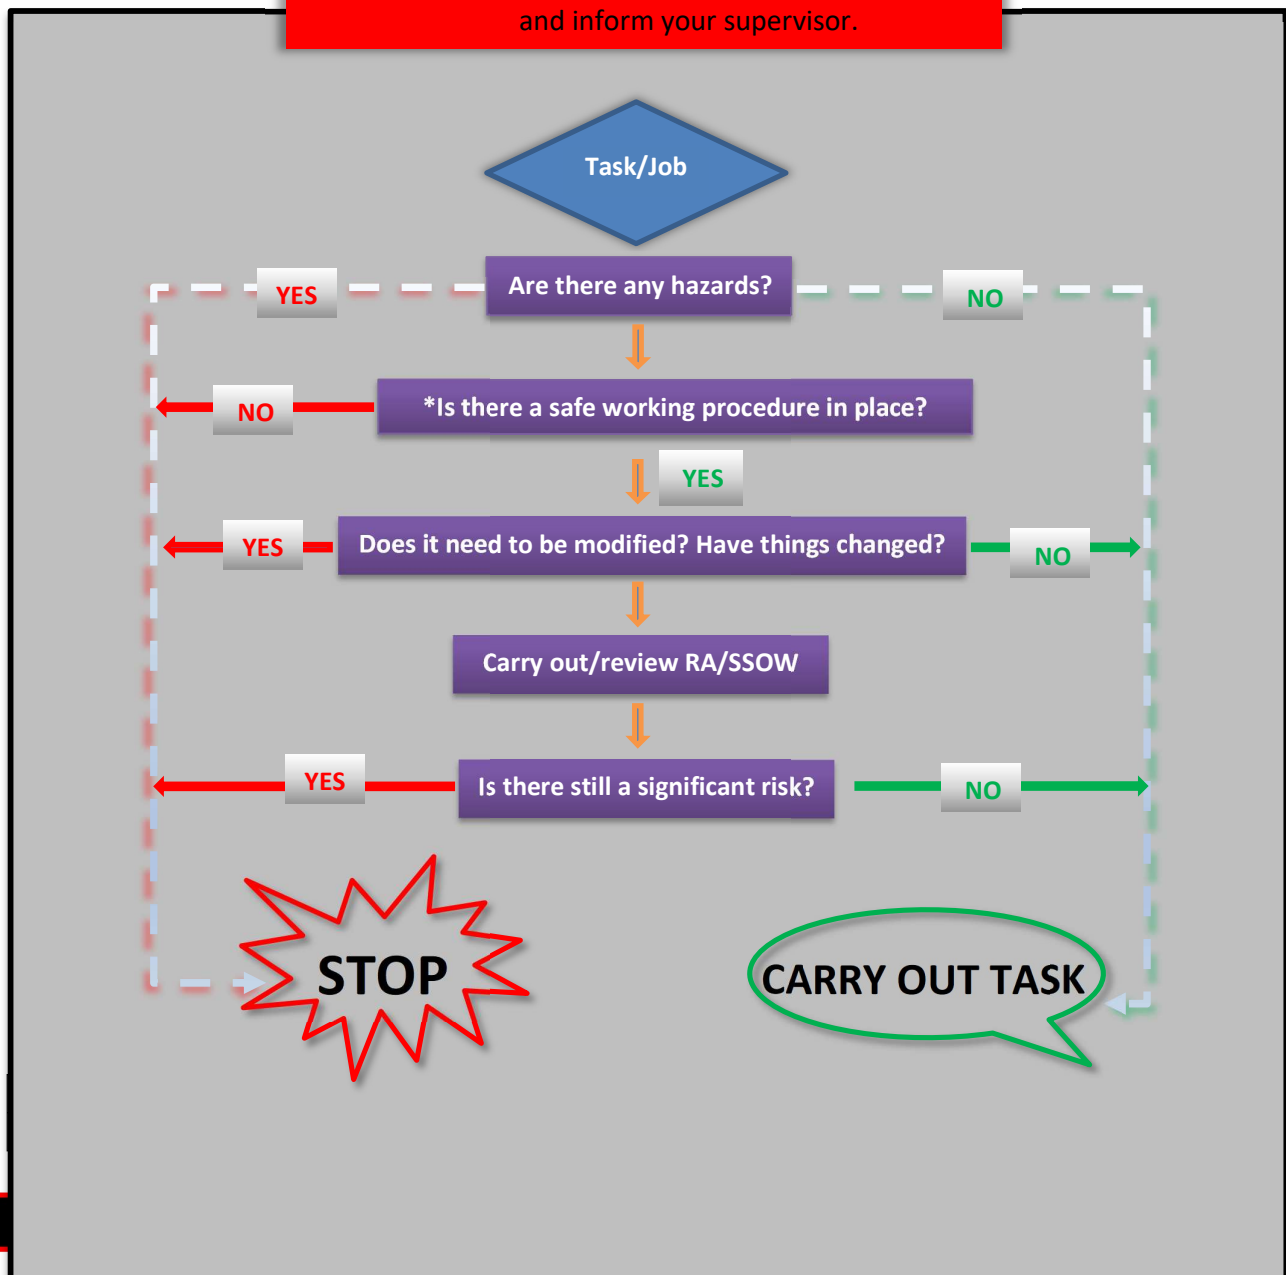 and inform your supervisor.
Task/Job
Are there any hazards?
YES
NO
*Is there a safe working procedure in place?
NO
YES
Does it need to be modified? Have things changed?
YES
NO
Carry out/review RA/SSOW
Is there still a significant risk?
YES
NO
STOP
CARRY OUT TASK